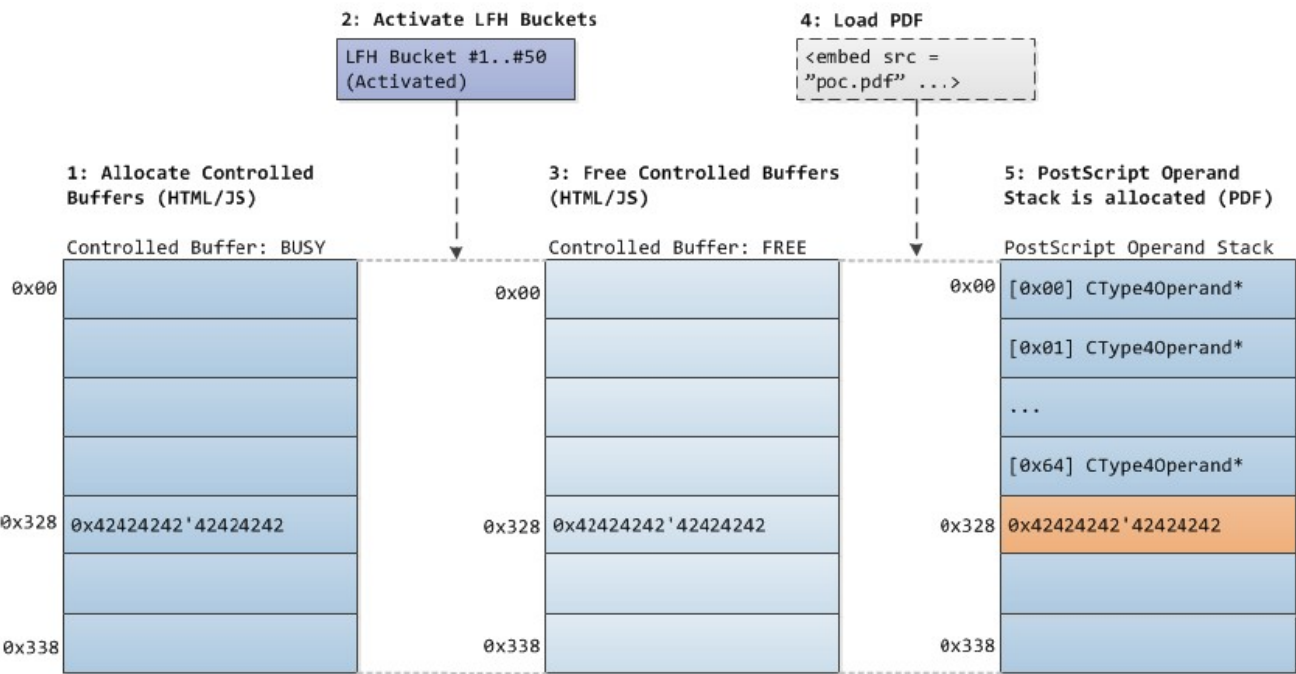 2: Activate LFH Buckets
LFH Bucket #1..#50
(Activated)
4: Load PDF
<embed src =
”poc.pdf” ...>
1: Allocate Controlled
Buffers (HTML/JS)
Controlled Buffer: BUSY
0x00
0x328
0x42424242'42424242
0x338
3: Free Controlled Buffers
(HTML/JS)
Controlled Buffer: FREE
0x00
0x328
0x42424242'42424242
0x338
5: PostScript Operand
Stack is allocated (PDF)
PostScript Operand Stack
0x00
[0x00] CType4Operand*
[0x01] CType4Operand*
...
[0x64] CType4Operand*
0x328
0x42424242'42424242
0x338